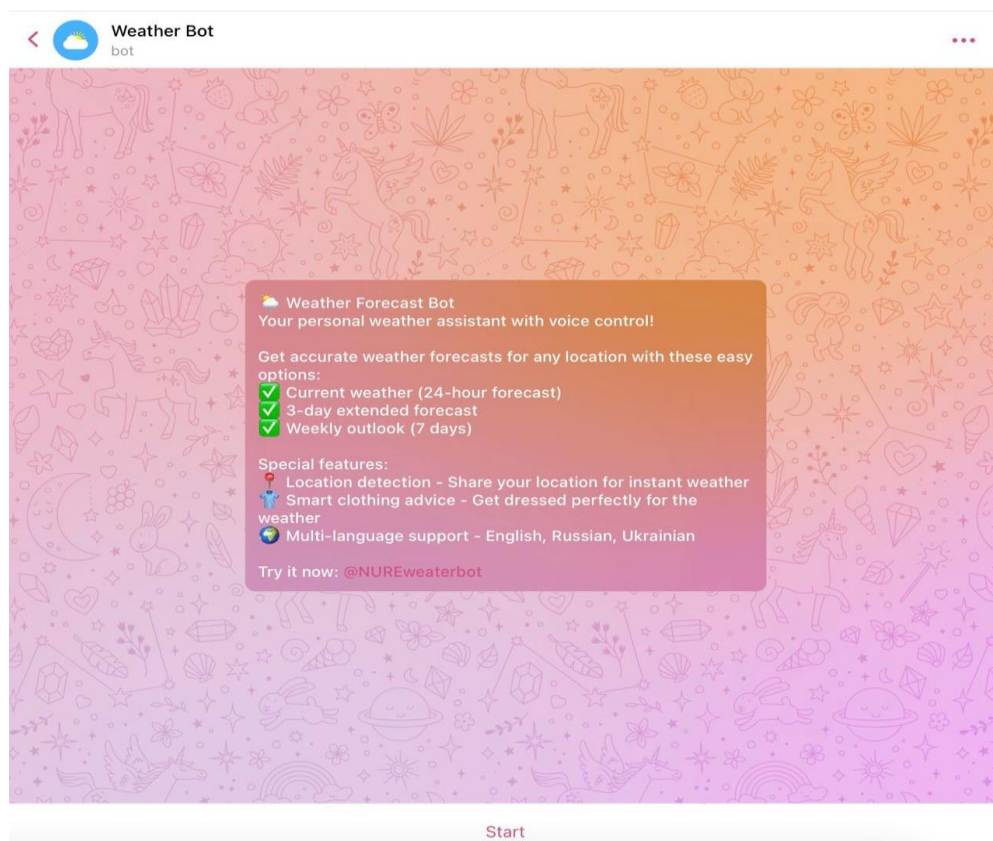 Weather Bot
bot
🌤 Weather Forecast Bot
Your personal weather assistant with voice control!
Get accurate weather forecasts for any location with these easy
options:
✅ Current weather (24-hour forecast)
✅ 3-day extended forecast
✅ Weekly outlook (7 days)
Special features:
📍 Location detection - Share your location for instant weather
👕 Smart clothing advice - Get dressed perfectly for the
weather
🌍 Multi-language support - English, Russian, Ukrainian
Try it now: @NUREweaterbot
Start